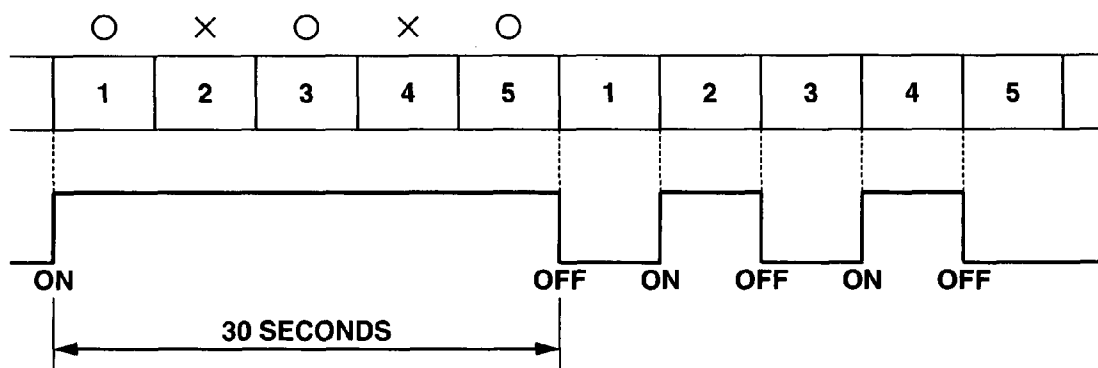 ○ × ○ × ○
1 2 3 4 5 1 2 3 4 5
ON OFF ON OFF ON OFF
30 SECONDS